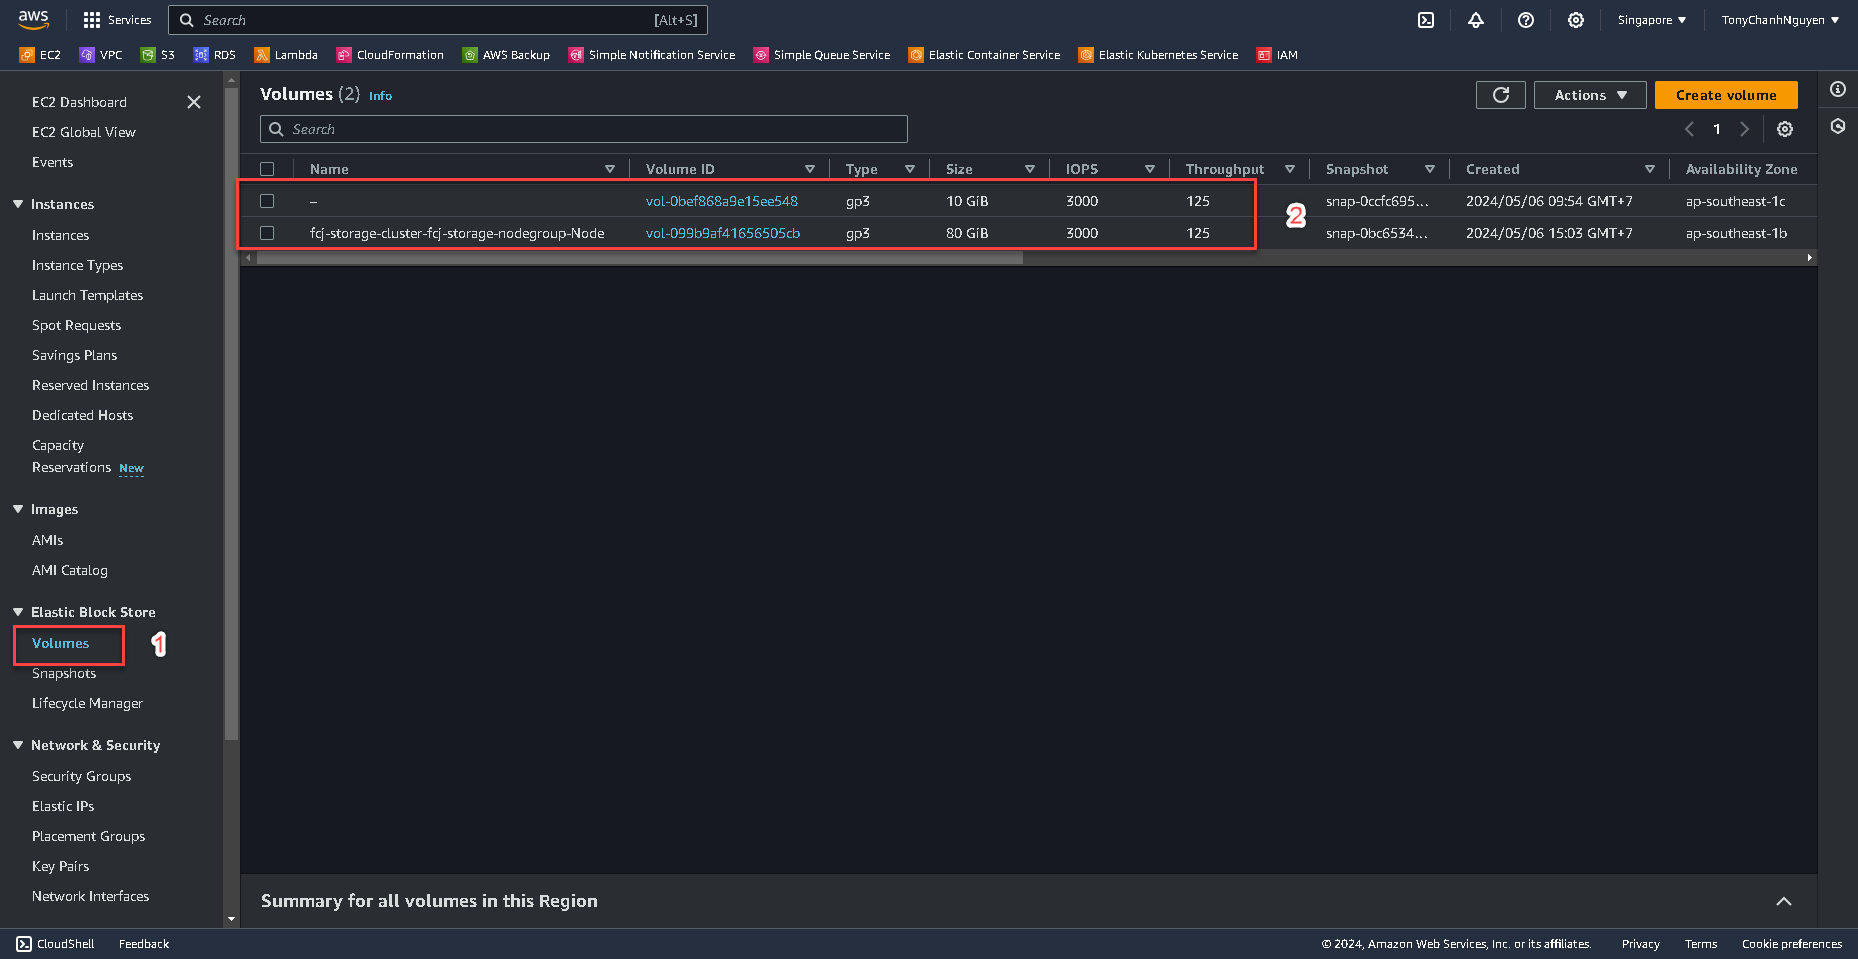 aws Services Search [Alt+S] Singapore TonyChanhNguyen
EC2 VPC S3 RDS Lambda CloudFormation AWS Backup Simple Notification Service Simple Queue Service Elastic Container Service Elastic Kubernetes Service IAM
EC2 Dashboard
EC2 Global View
Events
Instances
Instances
Instance Types
Launch Templates
Spot Requests
Savings Plans
Reserved Instances
Dedicated Hosts
Capacity
Reservations New
Images
AMIs
AMI Catalog
Elastic Block Store
Volumes 1
Snapshots
Lifecycle Manager
Network & Security
Security Groups
Elastic IPs
Placement Groups
Key Pairs
Network Interfaces
Volumes (2) Info Actions Create volume
Search 1
Name Volume ID Type Size IOPS Throughput Snapshot Created Availability Zone
– vol-0bef868a9e15ee548 gp3 10 GiB 3000 125 snap-0ccfc695... 2024/05/06 09:54 GMT+7 ap-southeast-1c
2
fcj-storage-cluster-fcj-storage-nodegroup-Node vol-099b9af41656505cb gp3 80 GiB 3000 125 snap-0bc6534... 2024/05/06 15:03 GMT+7 ap-southeast-1b
Summary for all volumes in this Region
CloudShell Feedback © 2024, Amazon Web Services, Inc. or its affiliates. Privacy Terms Cookie preferences